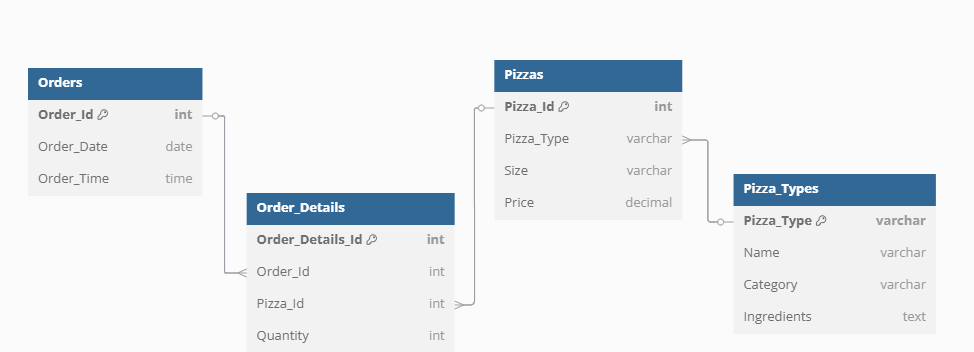 Orders
Order_Id int
Order_Date date
Order_Time time
Order_Details
Order_Details_Id int
Order_Id int
Pizza_Id int
Quantity int
Pizzas
Pizza_Id int
Pizza_Type varchar
Size varchar
Price decimal
Pizza_Types
Pizza_Type varchar
Name varchar
Category varchar
Ingredients text